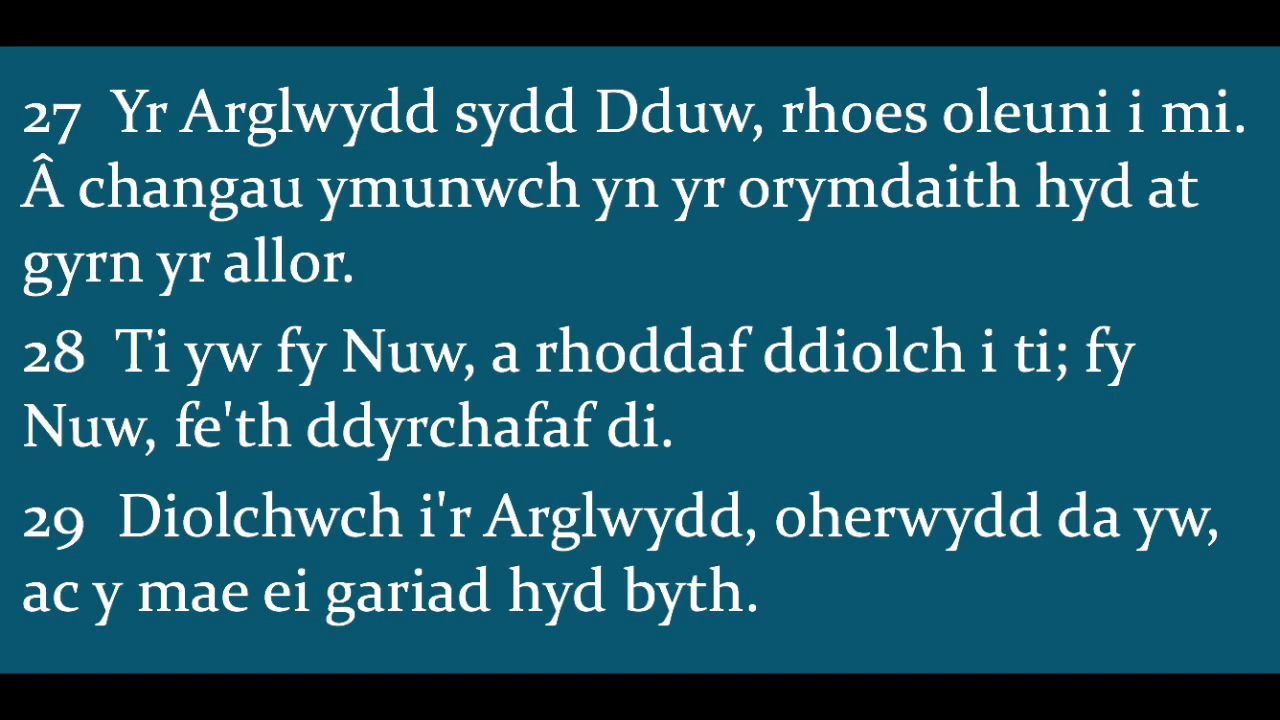 27 Yr Arglwydd sydd Dduw, rhoes oleuni i mi.
Â changau ymunwch yn yr orymdaith hyd at
gyrn yr allor.
28 Ti yw fy Nuw, a rhoddaf ddiolch i ti; fy
Nuw, fe'th ddyrchafaf di.
29 Diolchwch i'r Arglwydd, oherwydd da yw,
ac y mae ei gariad hyd byth.